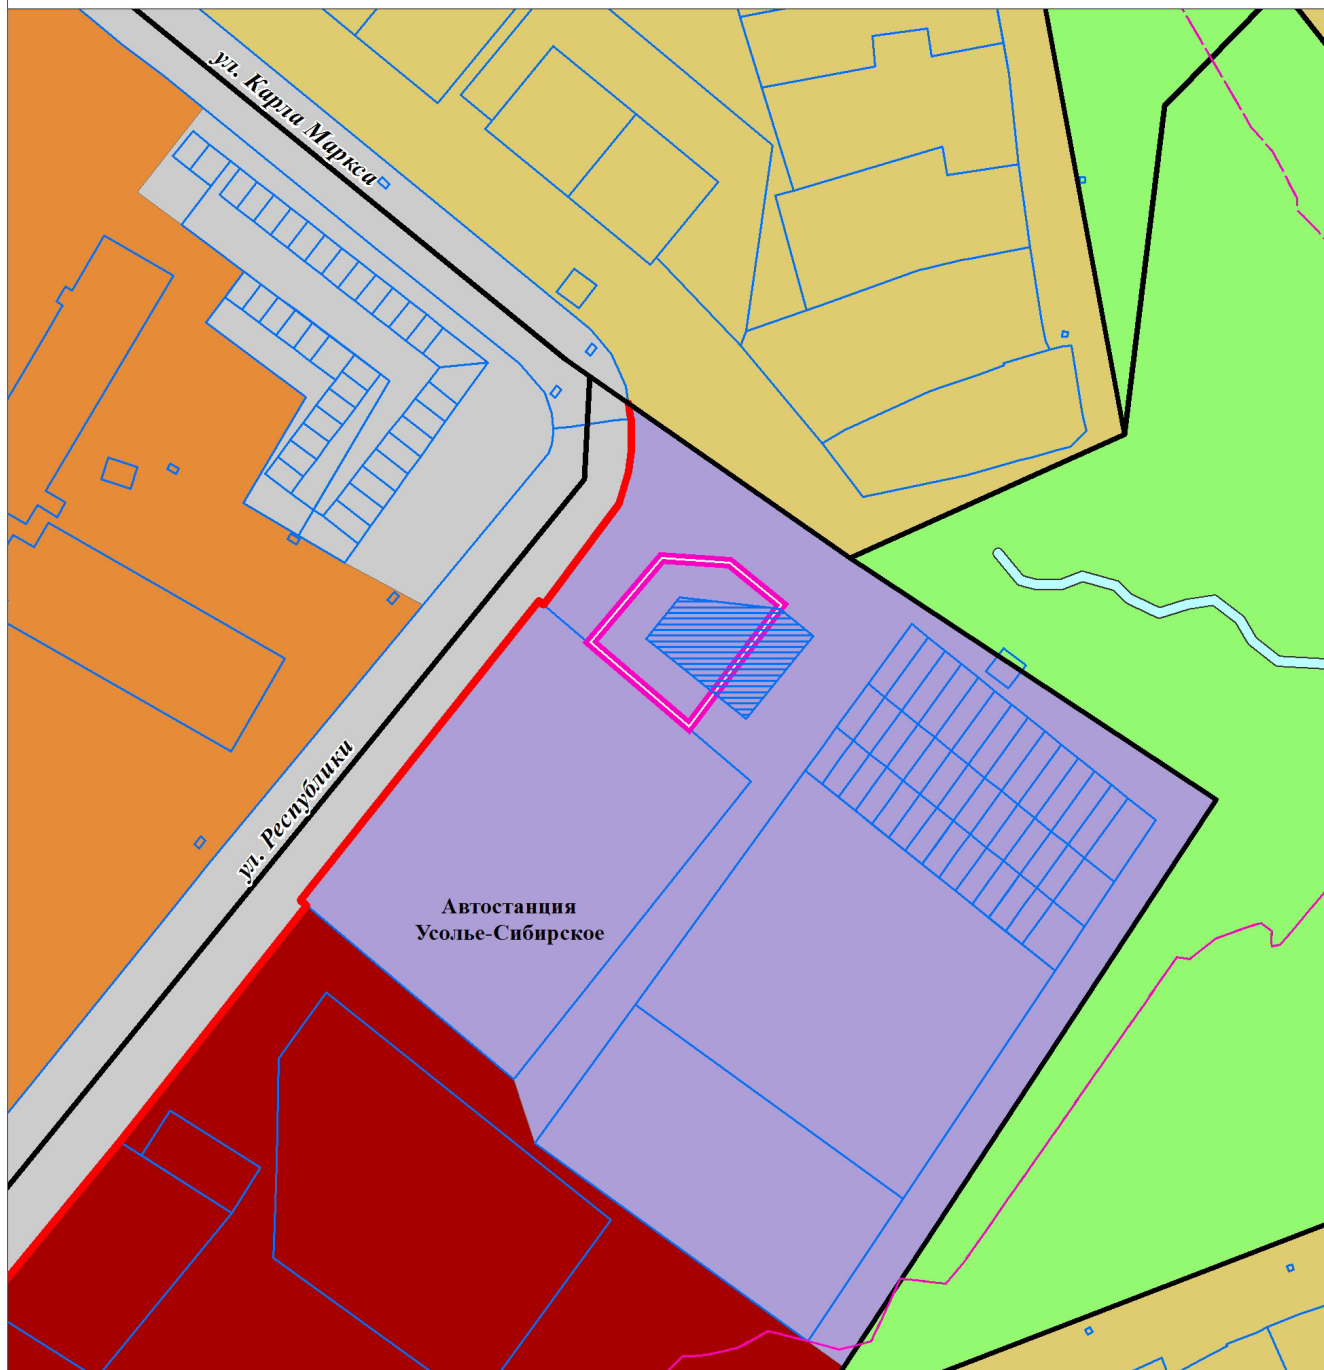 ул. Карла Маркса
ул. Республики
Автостанция
Усолье-Сибирское